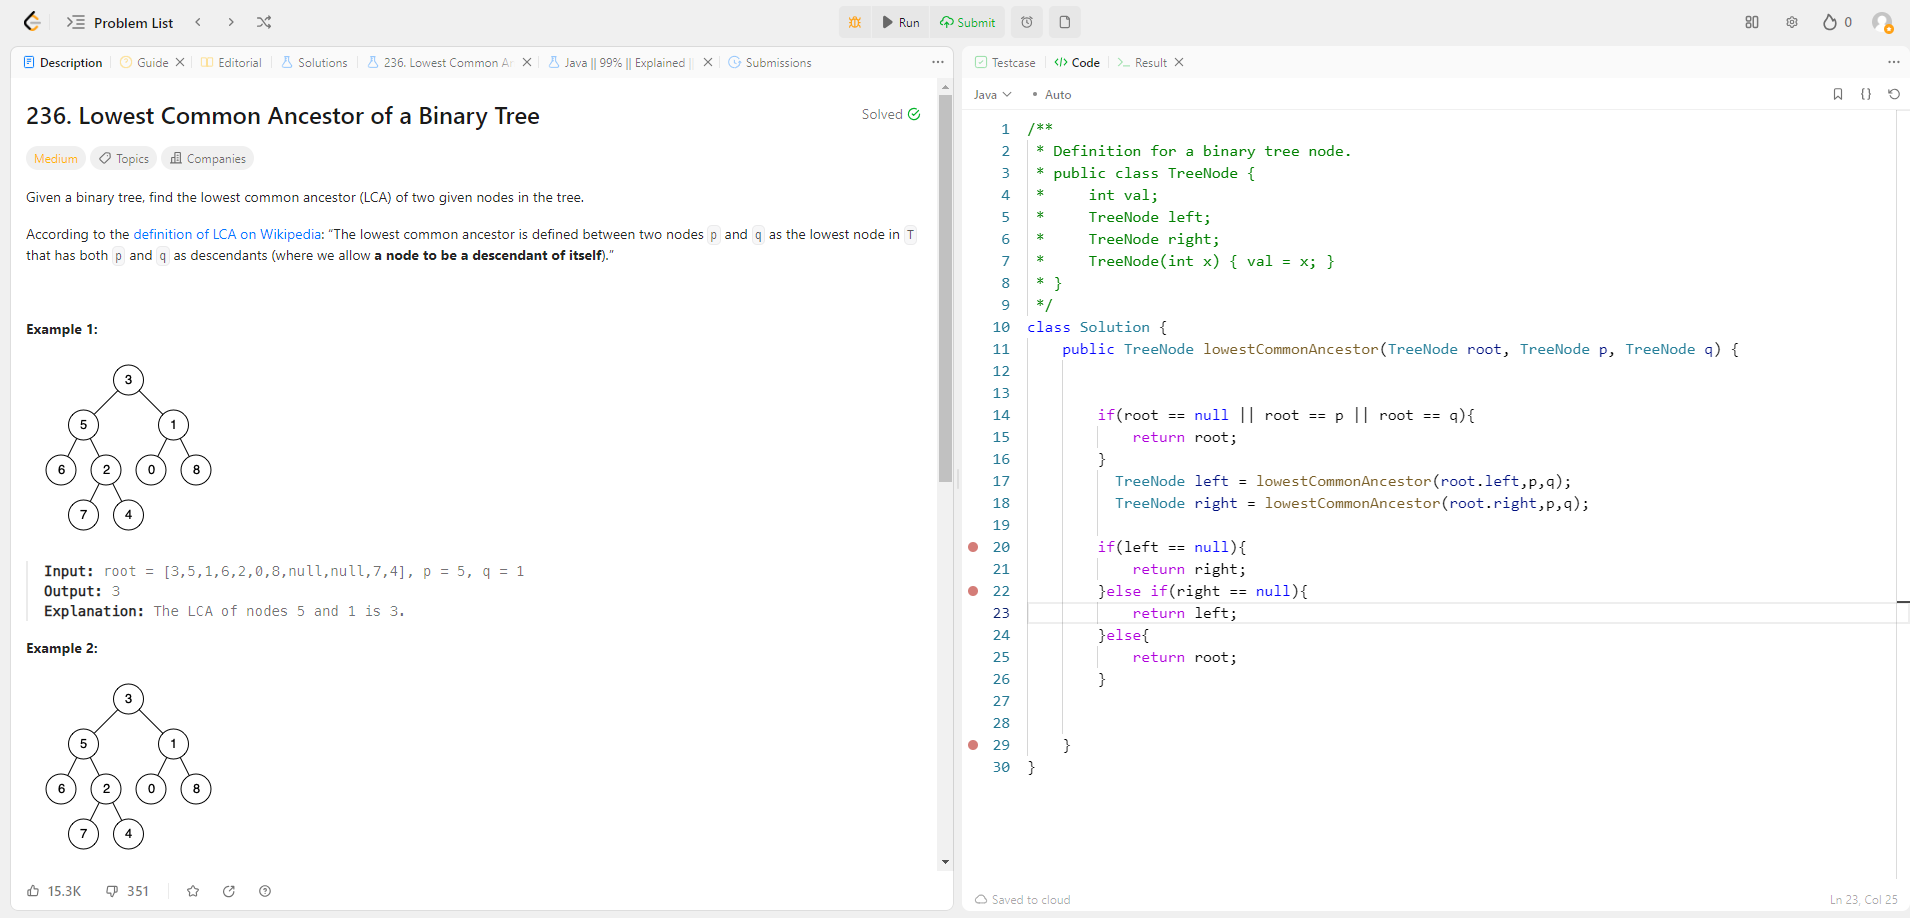 Problem List
Run
Submit
0
Description
Guide
Editorial
Solutions
236. Lowest Common An
Java || 99% || Explained
Submissions
236. Lowest Common Ancestor of a Binary Tree
Solved
Medium
Topics
Companies
Given a binary tree, find the lowest common ancestor (LCA) of two given nodes in the tree.
According to the definition of LCA on Wikipedia: “The lowest common ancestor is defined between two nodes p and q as the lowest node in T
that has both p and q as descendants (where we allow a node to be a descendant of itself).”
Example 1:
3
5 1
6 2 0 8
7 4
Input: root = [3,5,1,6,2,0,8,null,null,7,4], p = 5, q = 1
Output: 3
Explanation: The LCA of nodes 5 and 1 is 3.
Example 2:
3
5 1
6 2 0 8
7 4
15.3K
351
Testcase
Code
Result
Java
Auto
1 /**
2  * Definition for a binary tree node.
3  * public class TreeNode {
4  *     int val;
5  *     TreeNode left;
6  *     TreeNode right;
7  *     TreeNode(int x) { val = x; }
8  * }
9  */
10 class Solution {
11     public TreeNode lowestCommonAncestor(TreeNode root, TreeNode p, TreeNode q) {
12
13
14         if(root == null || root == p || root == q){
15             return root;
16         }
17           TreeNode left = lowestCommonAncestor(root.left,p,q);
18           TreeNode right = lowestCommonAncestor(root.right,p,q);
19
20         if(left == null){
21             return right;
22         }else if(right == null){
23             return left;
24         }else{
25             return root;
26         }
27
28
29     }
30 }
Saved to cloud
Ln 23, Col 25